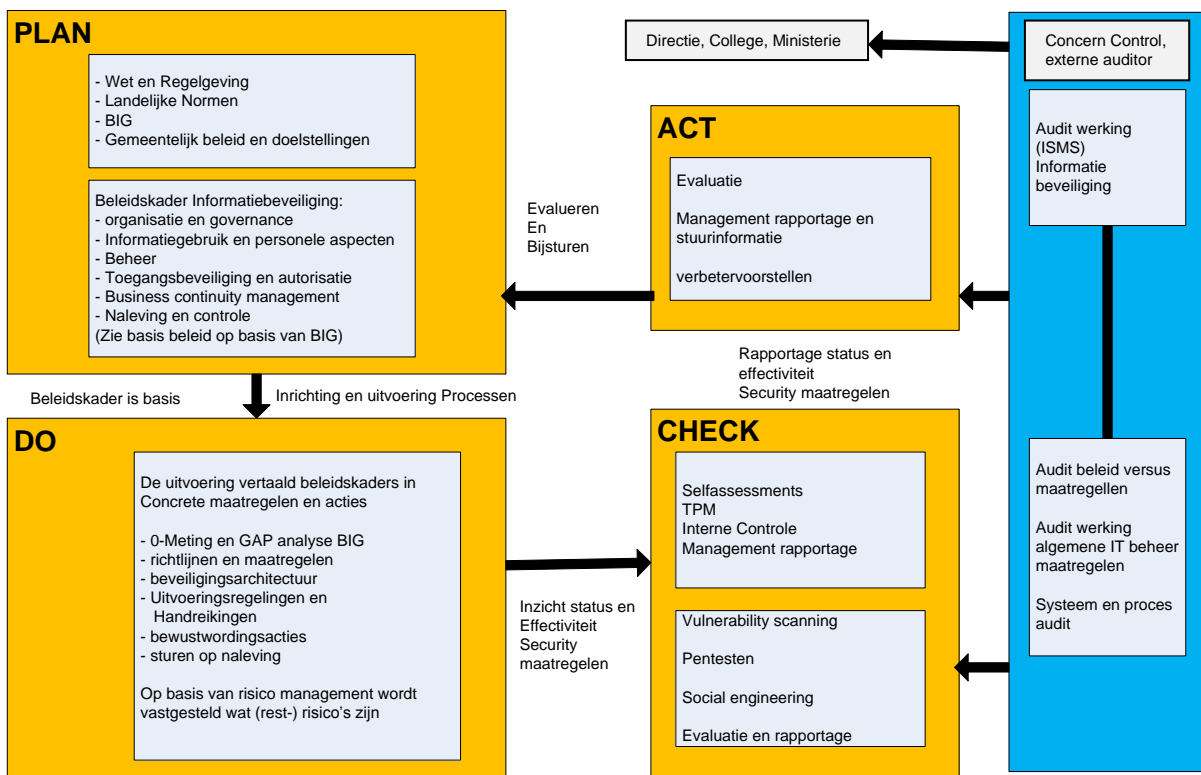 PLAN
- Wet en Regelgeving
- Landelijke Normen
- BIG
- Gemeentelijk beleid en doelstellingen
Beleidskader Informatiebeveiliging:
- organisatie en governance
- Informatiegebruik en personele aspecten
- Beheer
- Toegangsbeveiliging en autorisatie
- Business continuity management
- Naleving en controle
(Zie basis beleid op basis van BIG)
Directie, College, Ministerie
Concern Control,
externe auditor
ACT
Evaluatie
Management rapportage en
stuurinformatie
verbetervoorstellen
Audit werking
(ISMS)
Informatie
beveiliging
Evalueren
En
Bijsturen
Rapportage status en
effectiviteit
Security maatregelen
Beleidskader is basis
Inrichting en uitvoering Processen
DO
De uitvoering vertaald beleidskaders in
Concrete maatregelen en acties
- 0-Meting en GAP analyse BIG
- richtlijnen en maatregelen
- beveiligingsarchitectuur
- Uitvoeringsregelingen en
Handreikingen
- bewustwordingsacties
- sturen op naleving
Op basis van risico management wordt
vastgesteld wat (rest-) risico's zijn
Inzicht status en
Effectiviteit
Security
maatregelen
CHECK
Selfassessments
TPM
Interne Controle
Management rapportage
Vulnerability scanning
Pentesten
Social engineering
Evaluatie en rapportage
Audit beleid versus
maatregellen
Audit werking
algemene IT beheer
maatregelen
Systeem en proces
audit